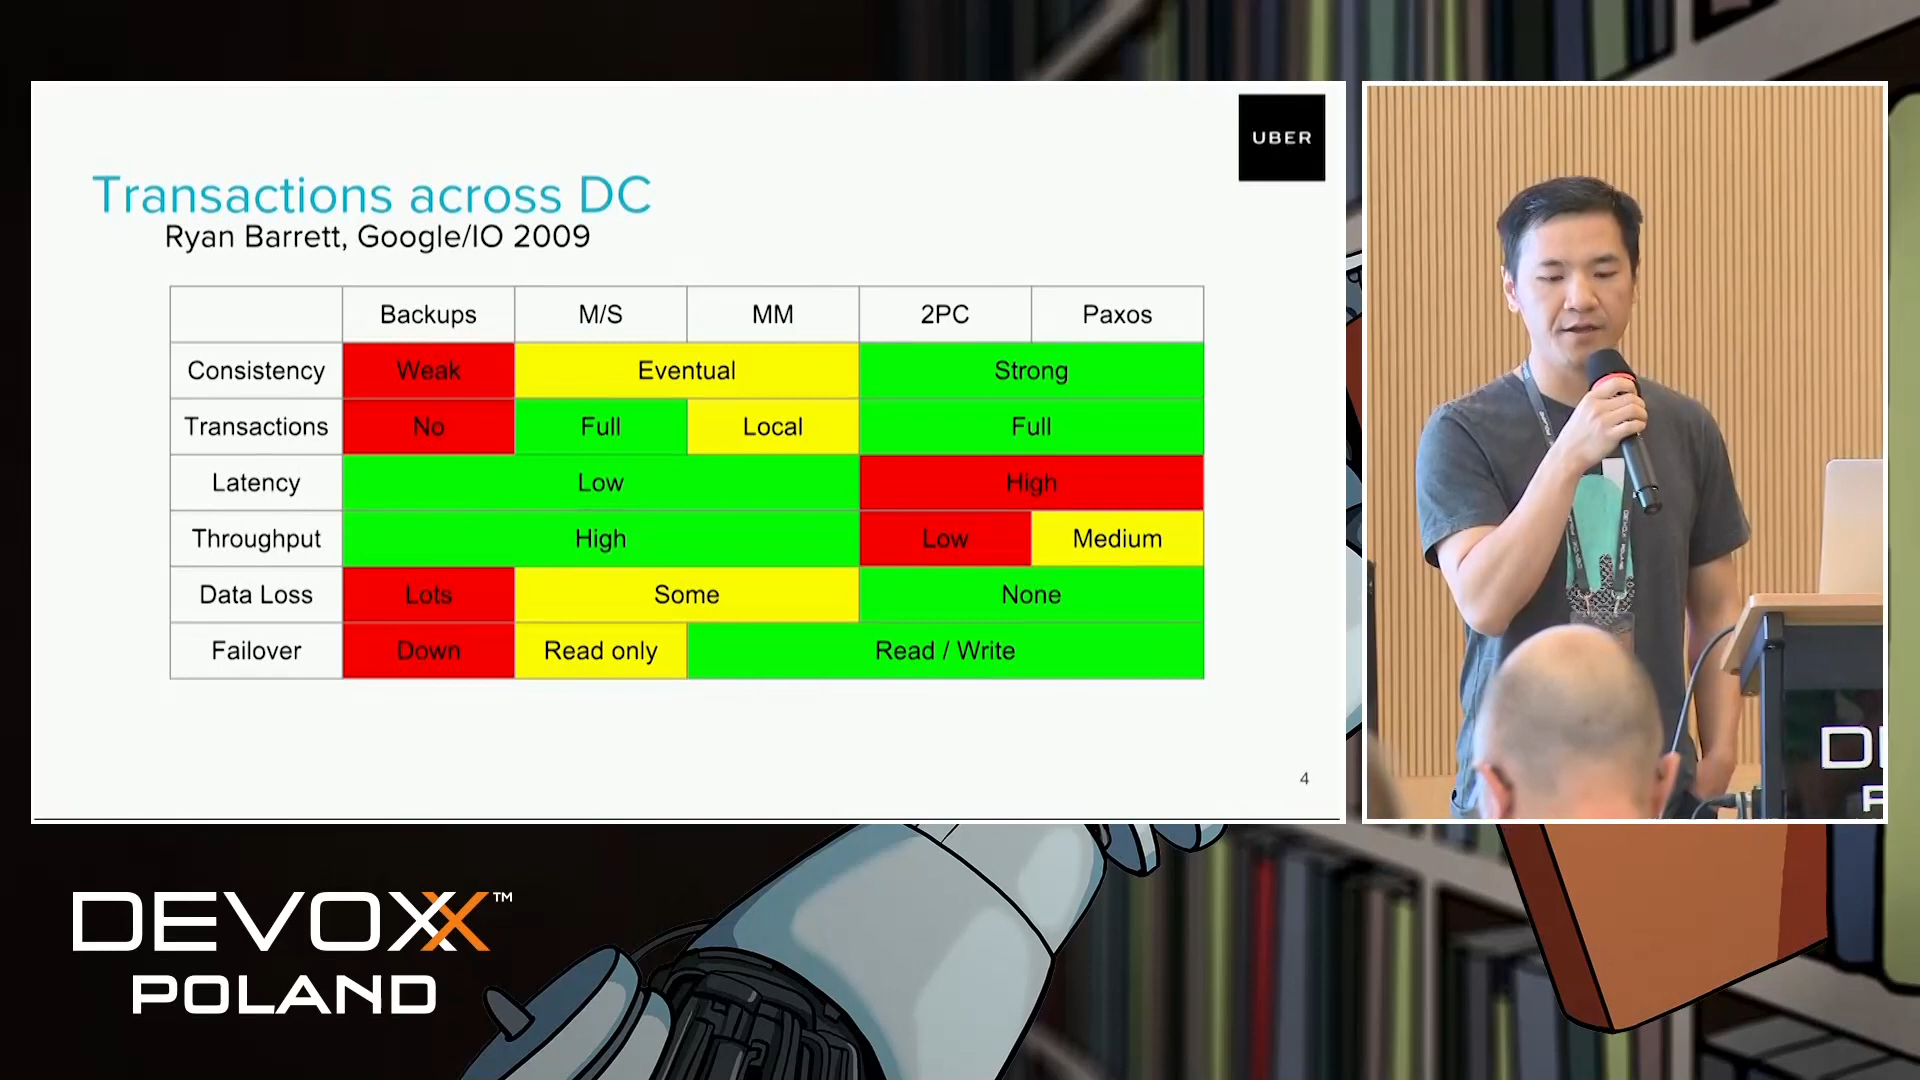 UBER
Transactions across DC
Ryan Barrett, Google/IO 2009
Backups M/S MM 2PC Paxos
Consistency Weak Eventual Strong
Transactions No Full Local Full
Latency Low High
Throughput High Low Medium
Data Loss Lots Some None
Failover Down Read only Read / Write
4
DEVOXX™
POLAND